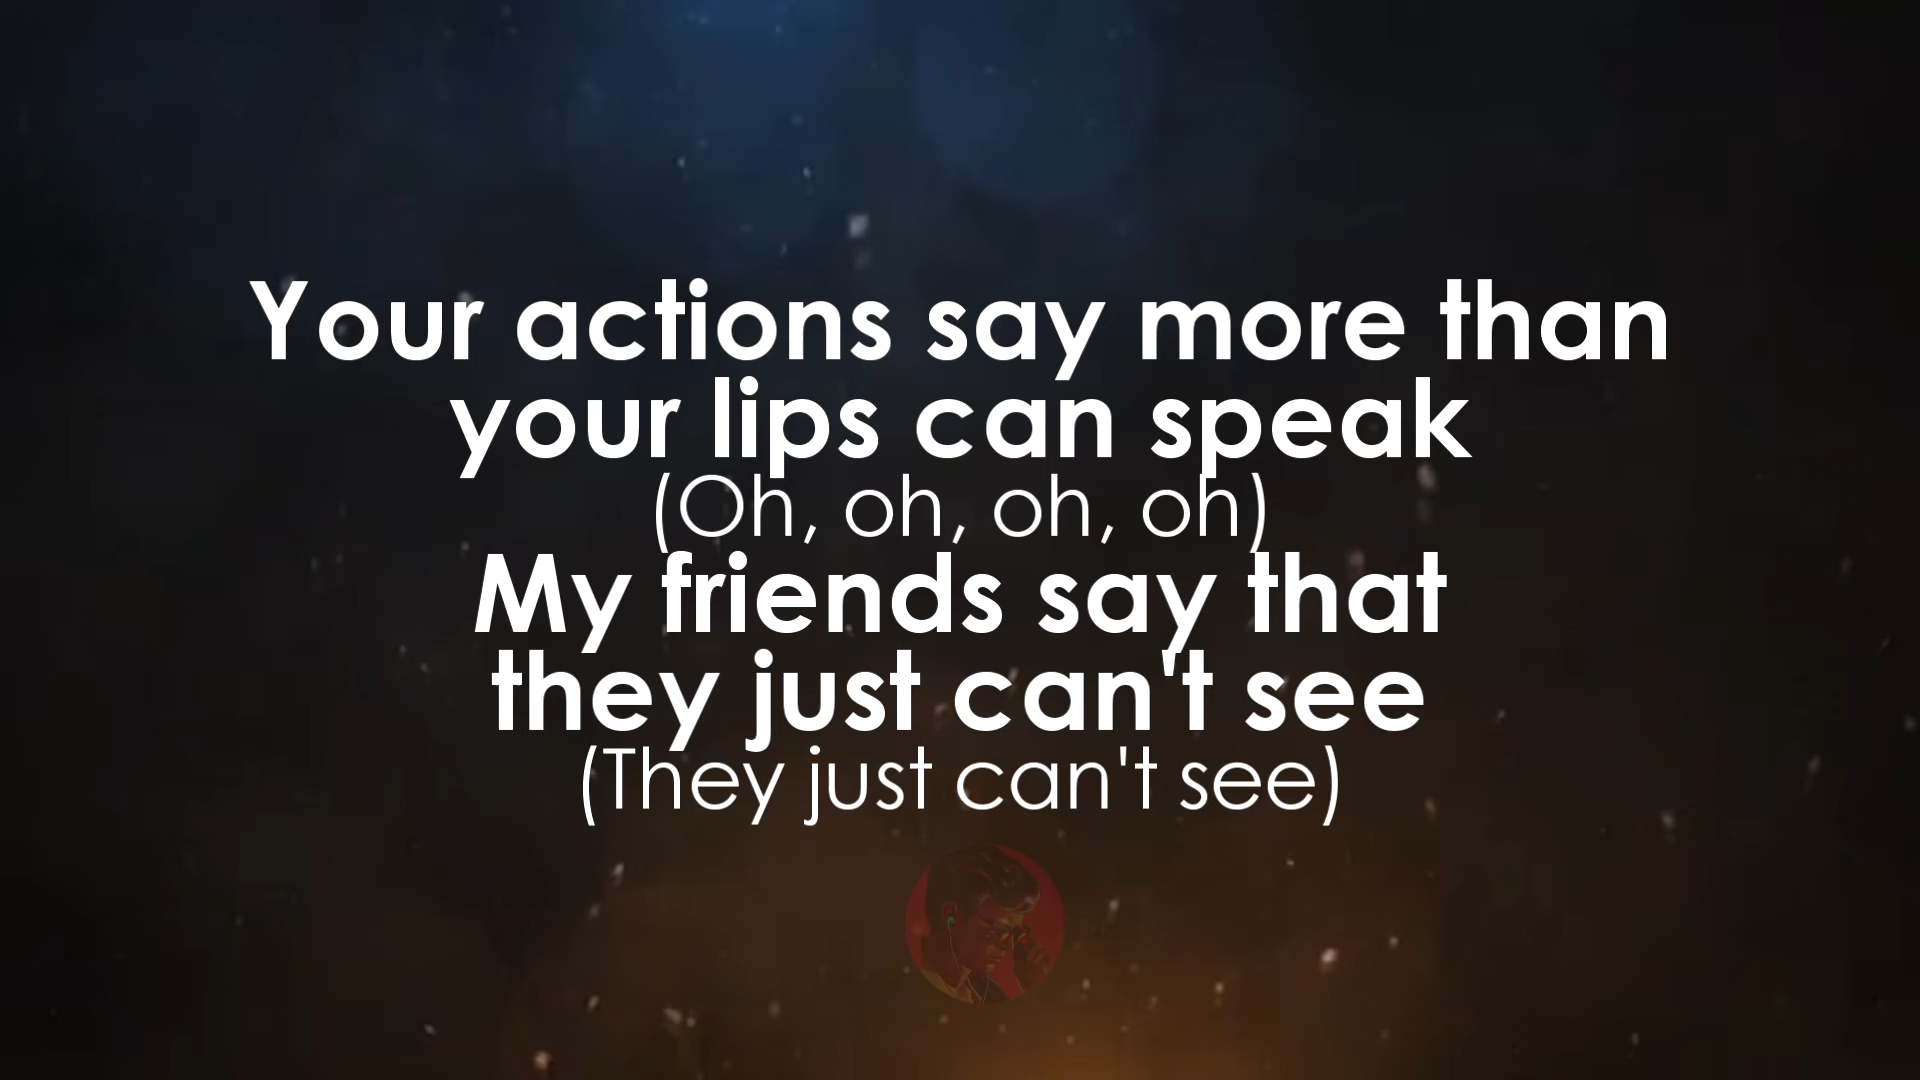 Your actions say more than
your lips can speak
(Oh, oh, oh, oh)
My friends say that
they just can't see
(They just can't see)